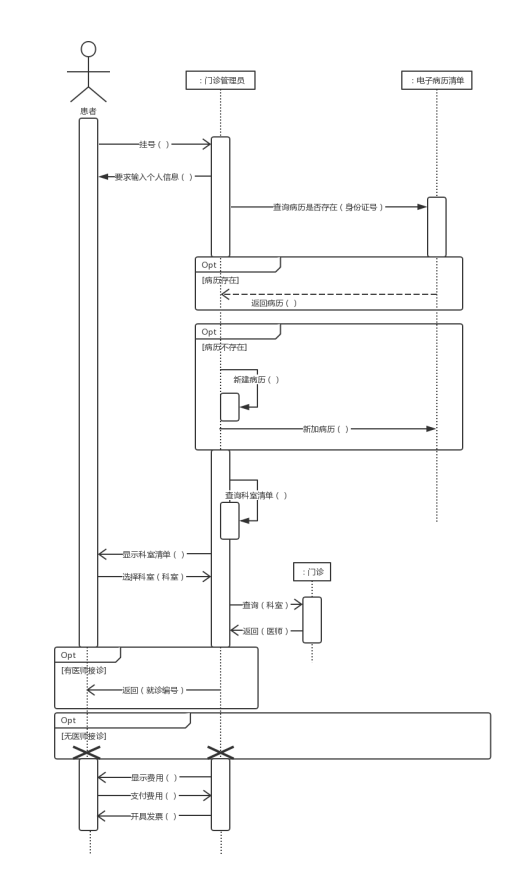 : 门诊管理员
: 电子病历清单
患者
挂号（ ）
要求输入个人信息（ ）
查询病历是否存在（身份证号）
Opt
[病历存在]
返回病历（ ）
Opt
[病历不存在]
新建病历（ ）
新加病历（ ）
查询科室清单（ ）
显示科室清单（ ）
选择科室（科室）
: 门诊
查询（科室）
返回（医师）
Opt
[有医师接诊]
返回（就诊编号）
Opt
[无医师接诊]
显示费用（ ）
支付费用（ ）
开具发票（ ）